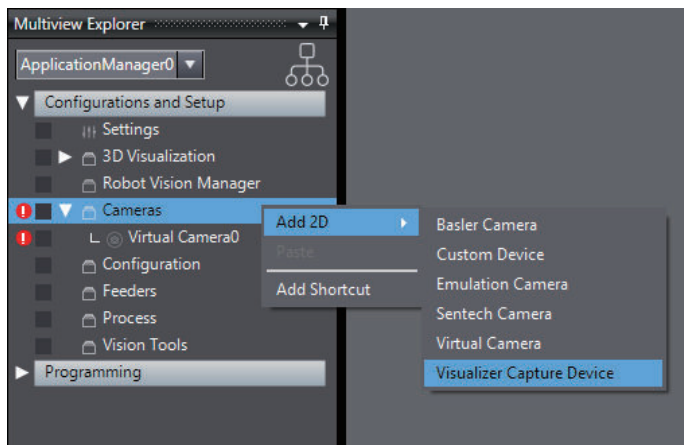 Multiview Explorer
ApplicationManager0
Configurations and Setup
Settings
3D Visualization
Robot Vision Manager
Cameras
Virtual Camera0
Configuration
Feeders
Process
Vision Tools
Programming
Add 2D
Paste
Add Shortcut
Basler Camera
Custom Device
Emulation Camera
Sentech Camera
Virtual Camera
Visualizer Capture Device